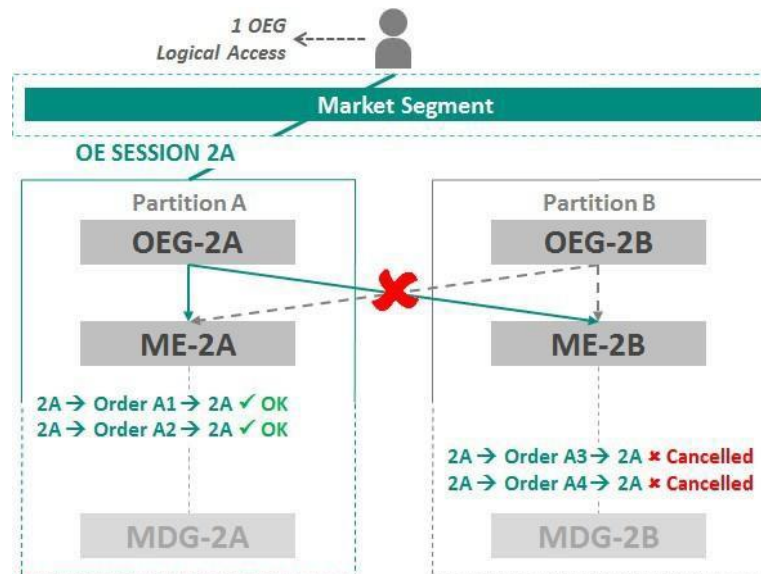 1 OEG
Logical Access
Market Segment
OE SESSION 2A
Partition A
Partition B
OEG-2A
OEG-2B
ME-2A
ME-2B
2A → Order A1 → 2A ✓ OK
2A → Order A2 → 2A ✓ OK
2A → Order A3 → 2A ✖ Cancelled
2A → Order A4 → 2A ✖ Cancelled
MDG-2A
MDG-2B